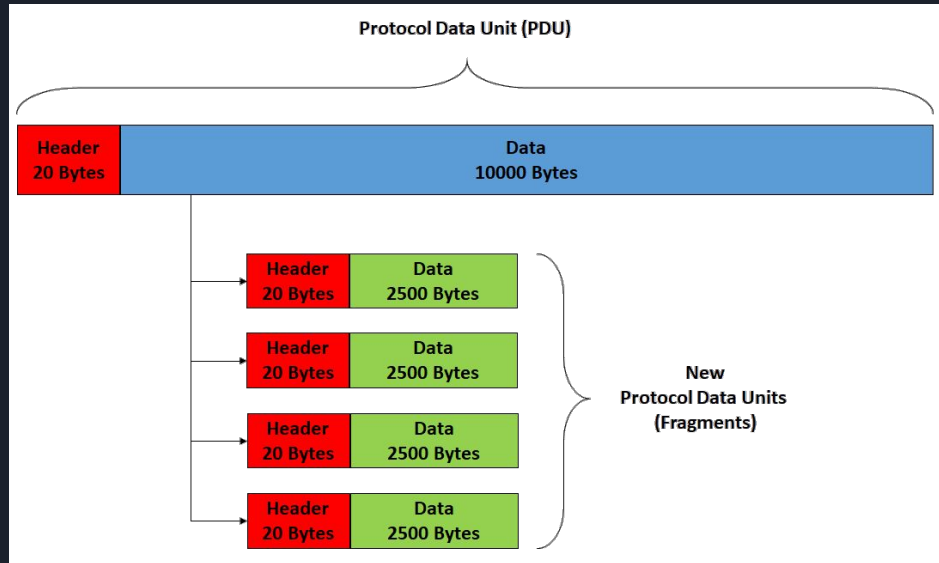 Protocol Data Unit (PDU)
Header
20 Bytes
Data
10000 Bytes
Header
20 Bytes
Data
2500 Bytes
Header
20 Bytes
Data
2500 Bytes
Header
20 Bytes
Data
2500 Bytes
Header
20 Bytes
Data
2500 Bytes
New
Protocol Data Units
(Fragments)